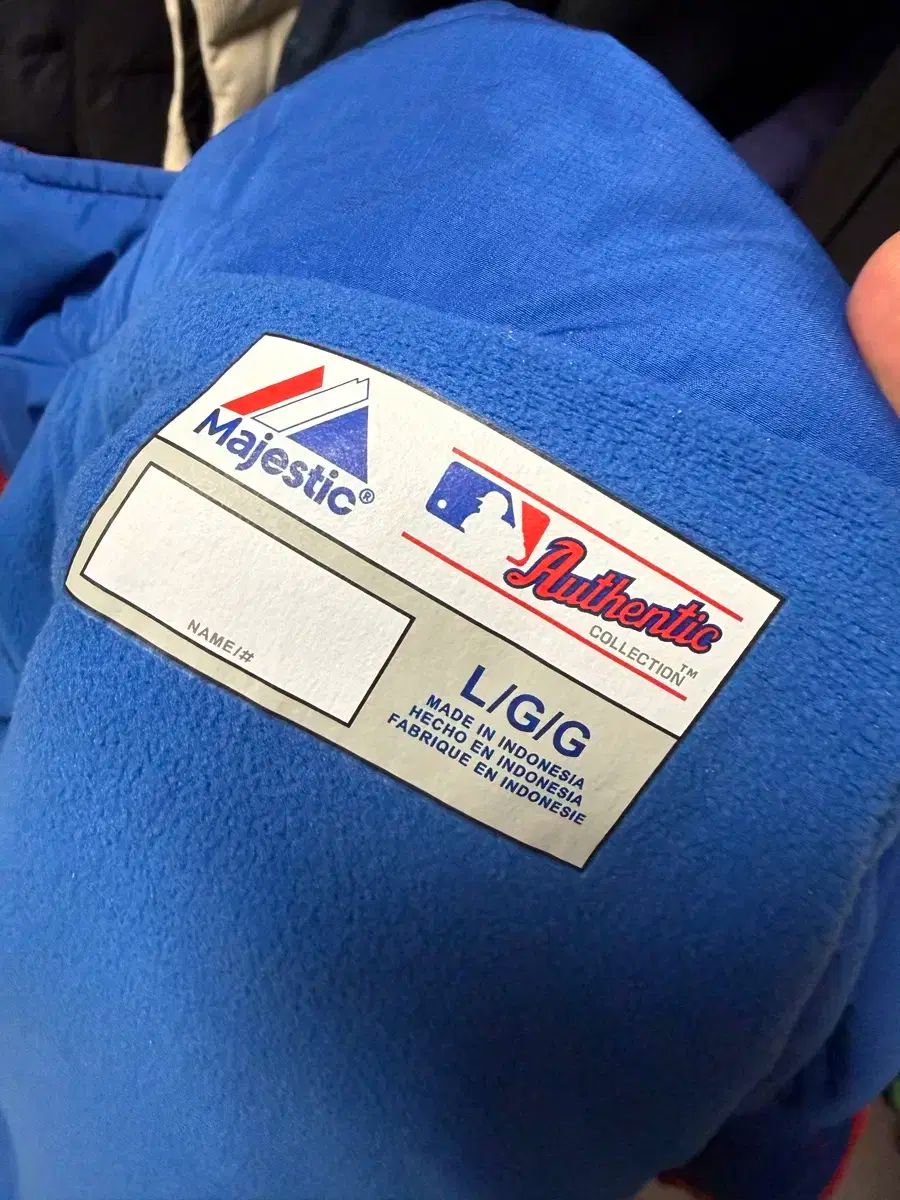 Majestic®
Authentic
COLLECTION™
NAME/#
L/G/G
MADE IN INDONESIA
HECHO EN INDONESIA
FABRIQUE EN INDONESIE